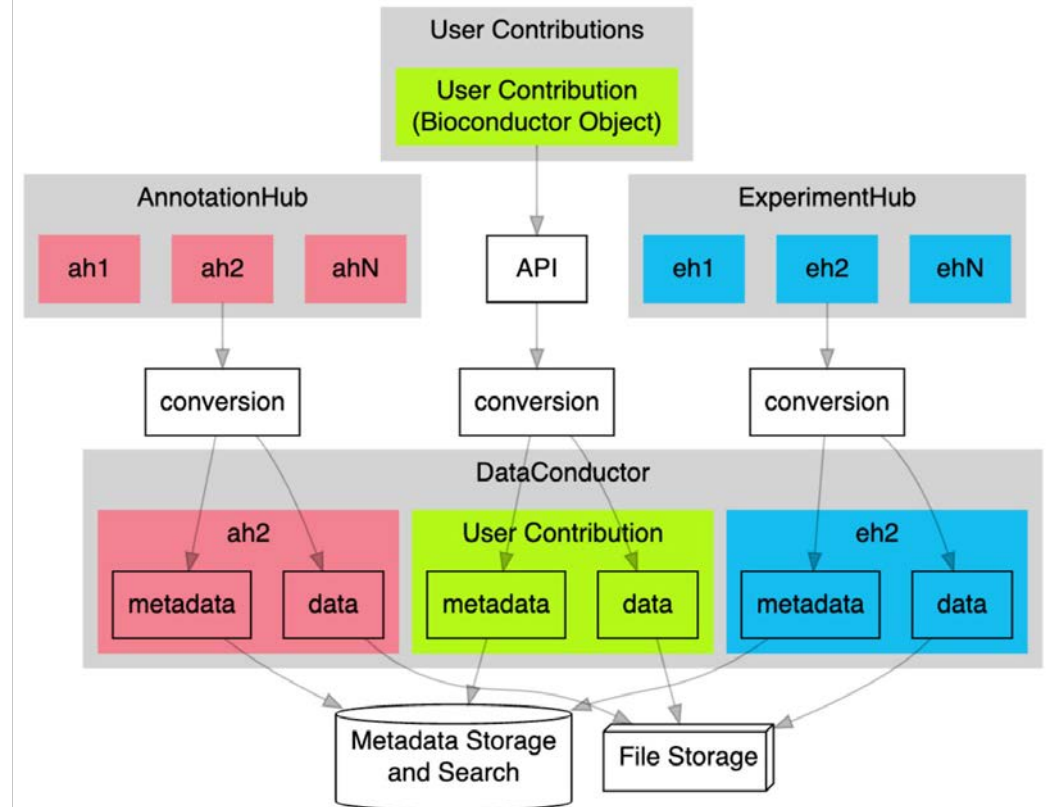 User Contributions
User Contribution
(Bioconductor Object)
AnnotationHub
ExperimentHub
ah1
ah2
ahN
API
eh1
eh2
ehN
conversion
conversion
conversion
DataConductor
ah2
User Contribution
eh2
metadata
data
metadata
data
metadata
data
Metadata Storage
and Search
File Storage